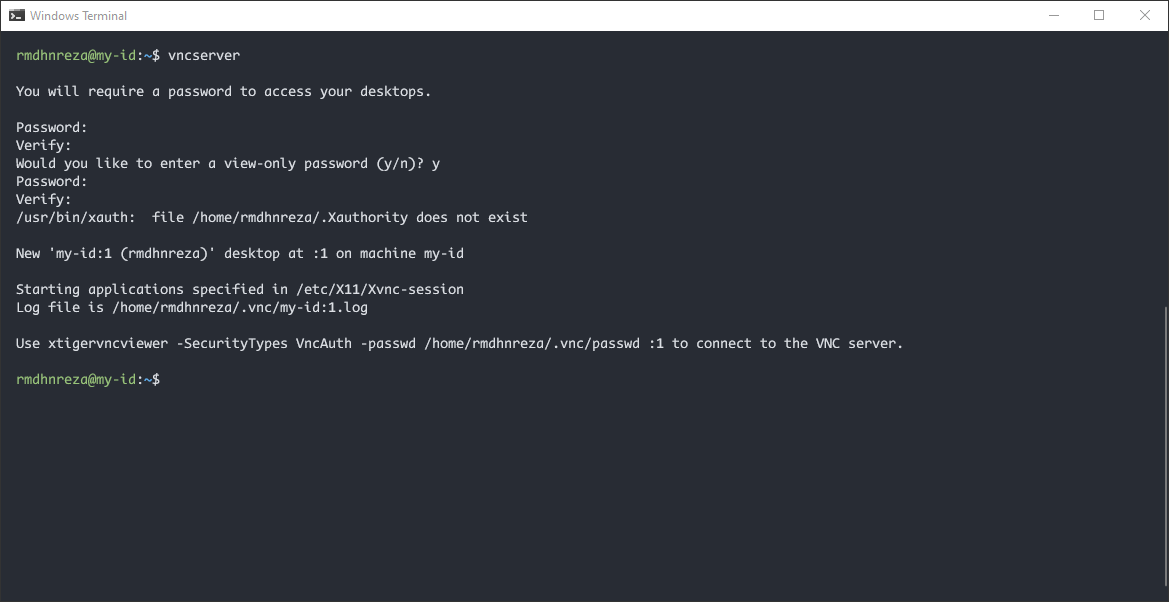 Windows Terminal
rmdhnreza@my-id:~$ vncserver
You will require a password to access your desktops.
Password:
Verify:
Would you like to enter a view-only password (y/n)? y
Password:
Verify:
/usr/bin/xauth:  file /home/rmdhnreza/.Xauthority does not exist
New 'my-id:1 (rmdhnreza)' desktop at :1 on machine my-id
Starting applications specified in /etc/X11/Xvnc-session
Log file is /home/rmdhnreza/.vnc/my-id:1.log
Use xtigervncviewer -SecurityTypes VncAuth -passwd /home/rmdhnreza/.vnc/passwd :1 to connect to the VNC server.
rmdhnreza@my-id:~$